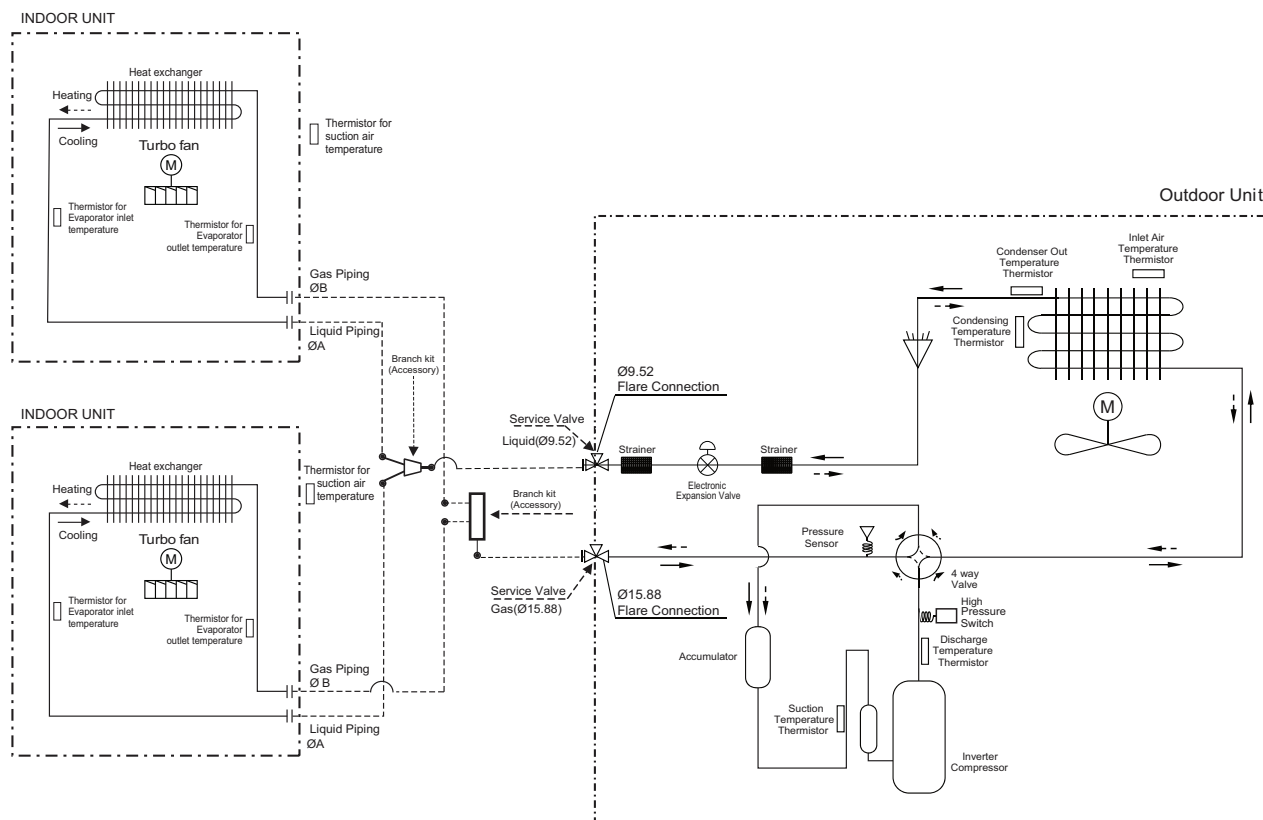 INDOOR UNIT
Heat exchanger
Heating
Cooling
Turbo fan
M
Thermistor for
suction air
temperature
Thermistor for
Evaporator inlet
temperature
Thermistor for
Evaporator
outlet temperature
Gas Piping
ØB
Liquid Piping
ØA
Branch kit
(Accessory)
INDOOR UNIT
Heat exchanger
Heating
Cooling
Turbo fan
M
Thermistor for
suction air
temperature
Thermistor for
Evaporator inlet
temperature
Thermistor for
Evaporator
outlet temperature
Gas Piping
Ø B
Liquid Piping
ØA
Branch kit
(Accessory)
Service Valve
Liquid(Ø9.52)
Ø9.52
Flare Connection
Service Valve
Gas(Ø15.88)
Ø15.88
Flare Connection
Outdoor Unit
Condenser Out
Temperature
Thermistor
Inlet Air
Temperature
Thermistor
Condensing
Temperature
Thermistor
M
Strainer
Electronic
Expansion Valve
Strainer
Pressure
Sensor
4 way
Valve
High
Pressure
Switch
Discharge
Temperature
Thermistor
Accumulator
Suction
Temperature
Thermistor
Inverter
Compressor